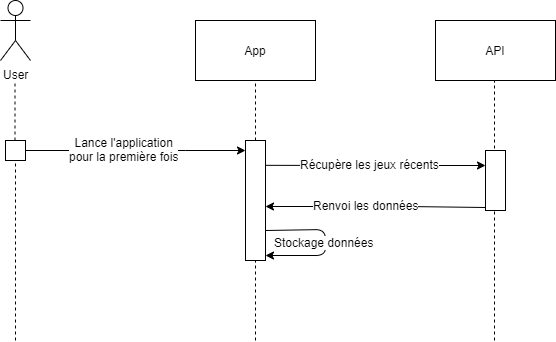 App
API
User
Lance l'application
pour la première fois
Récupère les jeux récents
Renvoi les données
Stockage données